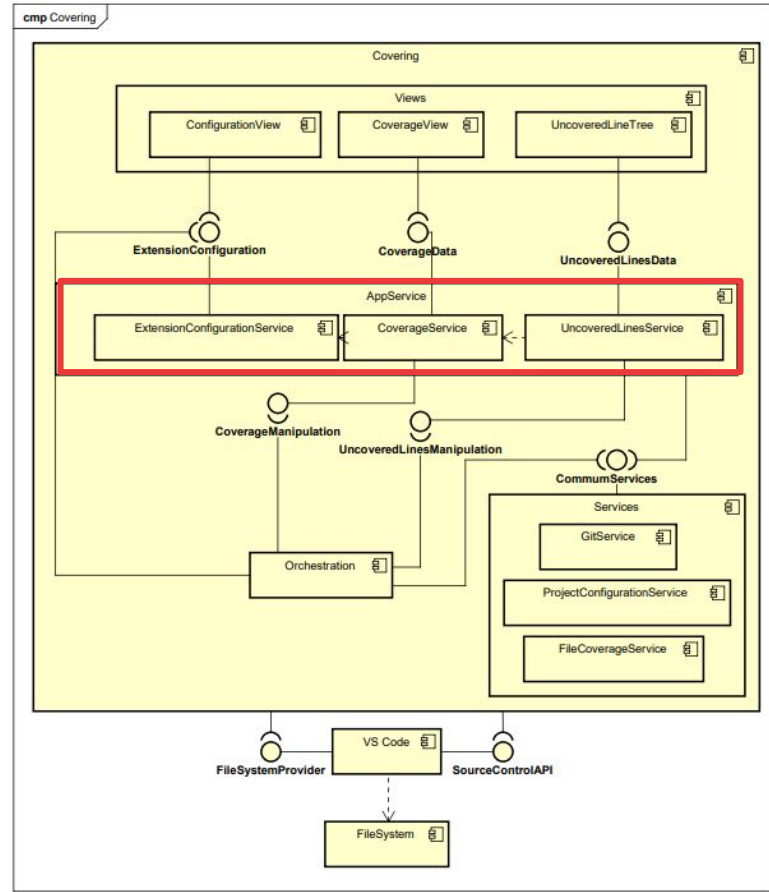 cmp Covering
Covering
Views
ConfigurationView
CoverageView
UncoveredLineTree
ExtensionConfiguration
CoverageData
UncoveredLinesData
AppService
ExtensionConfigurationService
CoverageService
UncoveredLinesService
CoverageManipulation
UncoveredLinesManipulation
CommumServices
Services
GitService
Orchestration
ProjectConfigurationService
FileCoverageService
VS Code
FileSystemProvider
SourceControlAPI
FileSystem